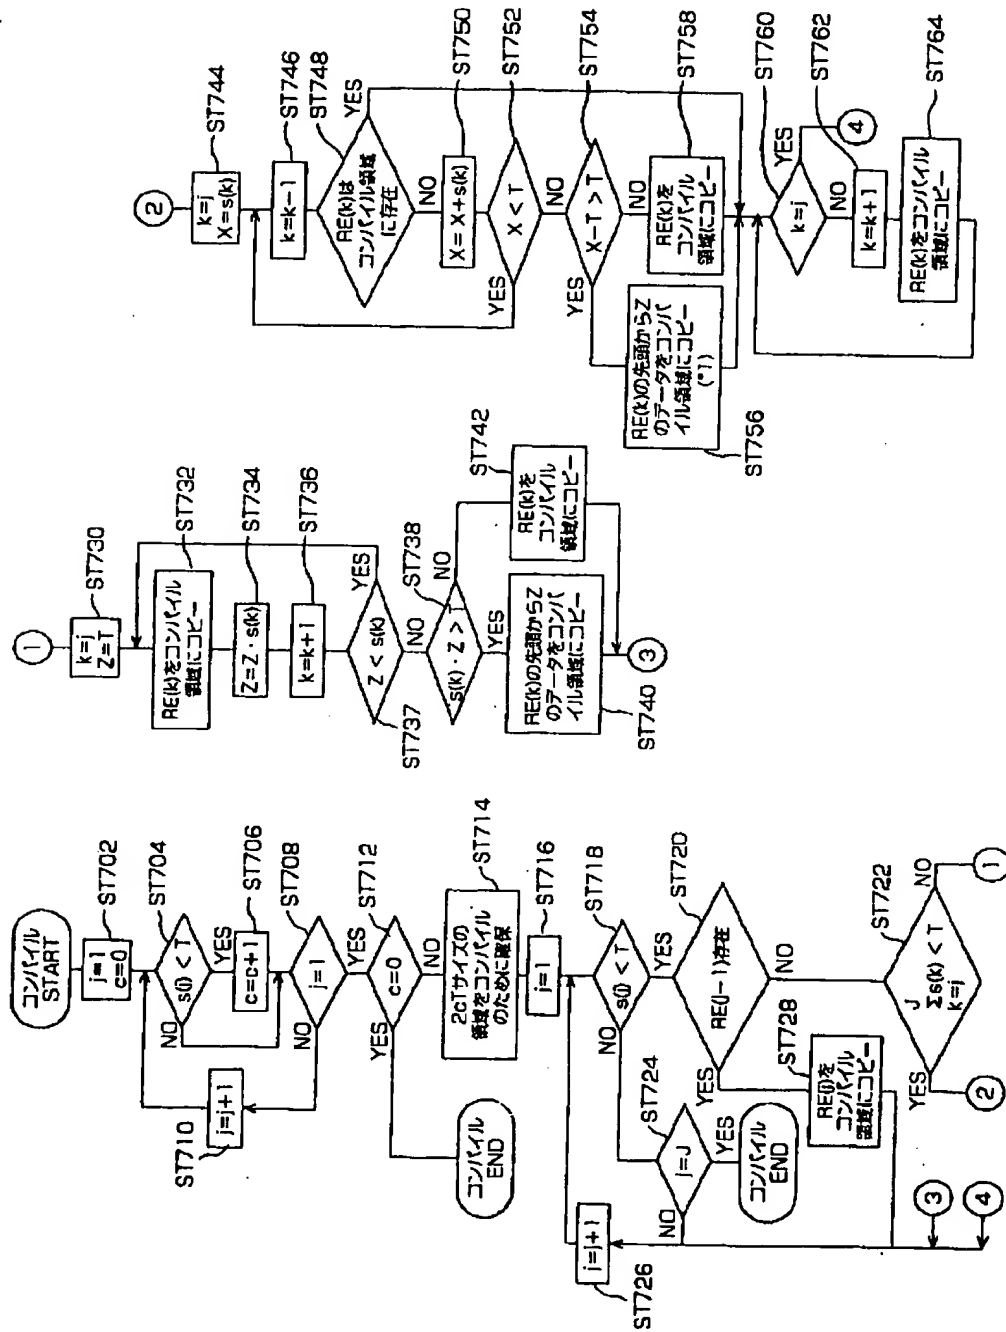 コンパイル
START
j=1
c=0
ST702
s(j) < T
ST704
YES
NO
c=c+1
ST706
j=1
ST708
NO
YES
j=j+1
ST710
c=0
ST712
YES
NO
コンパイル
END
2cTサイズの
領域をコンパイル
のために確保
ST714
j=1
ST716
s(j) < T
ST718
NO
YES
RE(j-1)存在
ST720
YES
NO
J
Σs(k) < T
k=j
ST722
YES
NO
2
1
j=J
ST724
NO
YES
コンパイル
END
j=j+1
ST726
RE(j)を
コンパイル
領域にコピー
ST728
3
4
1
k=j
Z=T
ST730
RE(k)をコンパイル
領域にコピー
ST732
Z=Z・s(k)
ST734
k=k+1
ST736
Z < s(k)
ST737
YES
NO
s(k)・Z > T
ST738
NO
YES
RE(k)の先頭からZ
のデータをコンパ
イル領域にコピー
ST740
RE(k)を
コンパイル
領域にコピー
ST742
3
2
k=j
X=s(k)
ST744
k=k-1
ST746
RE(k)は
コンパイル領域
に存在
ST748
YES
NO
X=X+s(k)
ST750
X < T
ST752
YES
NO
X-T > T
ST754
YES
NO
RE(k)の先頭からZ
のデータをコンパ
イル領域にコピー
(*1)
ST756
RE(k)を
コンパイル
領域にコピー
ST758
k=j
ST760
YES
4
NO
k=k+1
ST762
RE(k)をコンパイル
領域にコピー
ST764